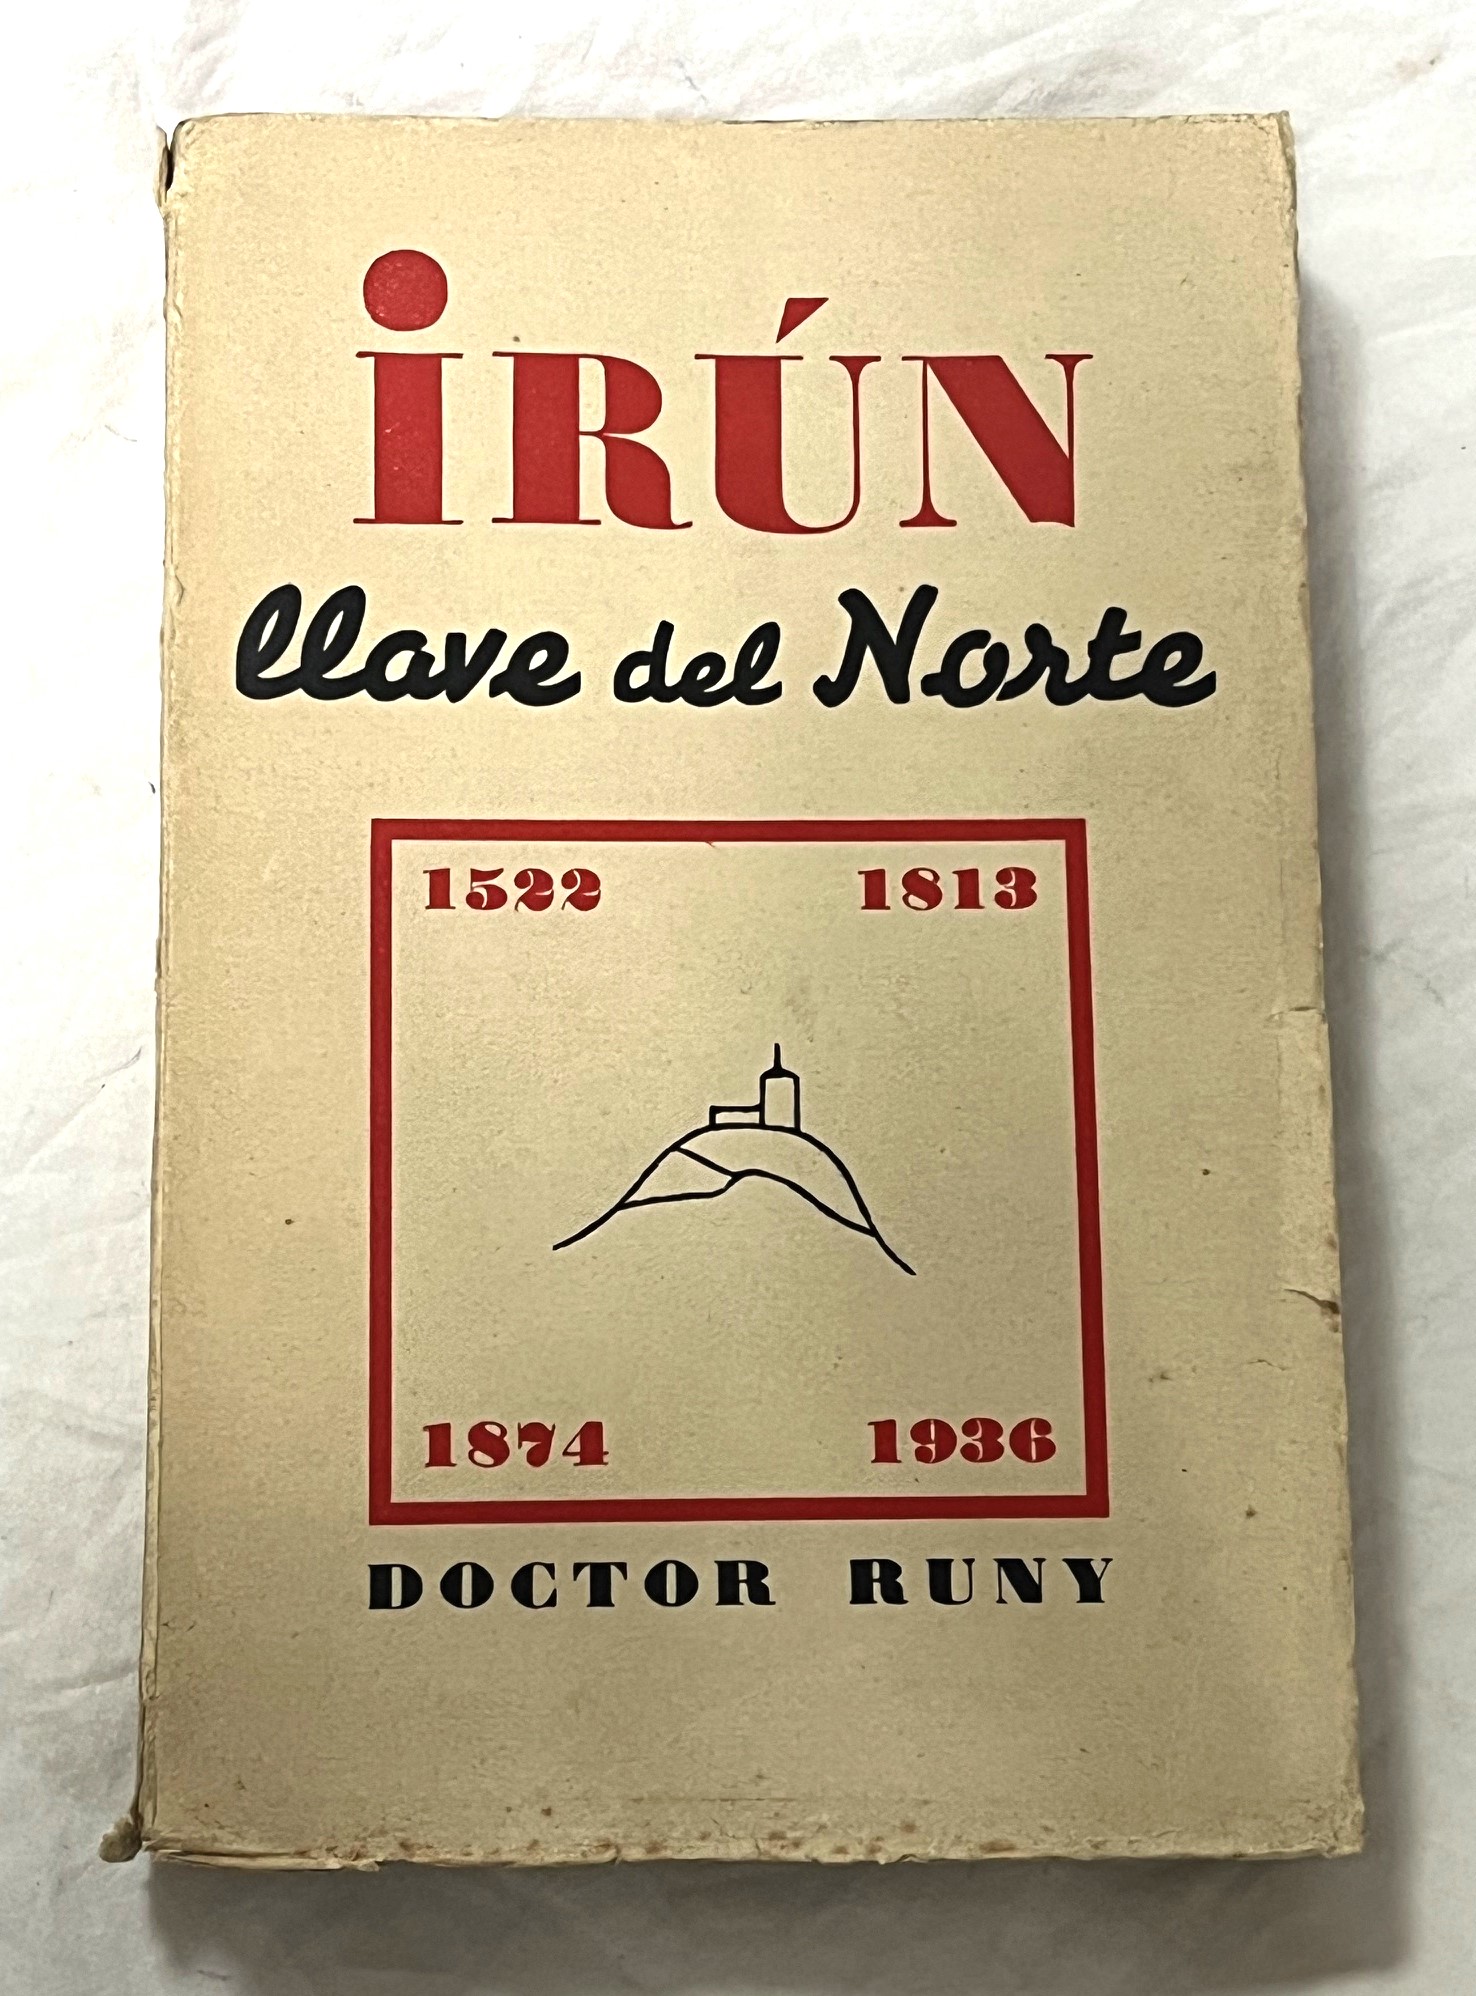 iRÚN
llave del Norte
1522 1813
1874 1936
DOCTOR RUNY